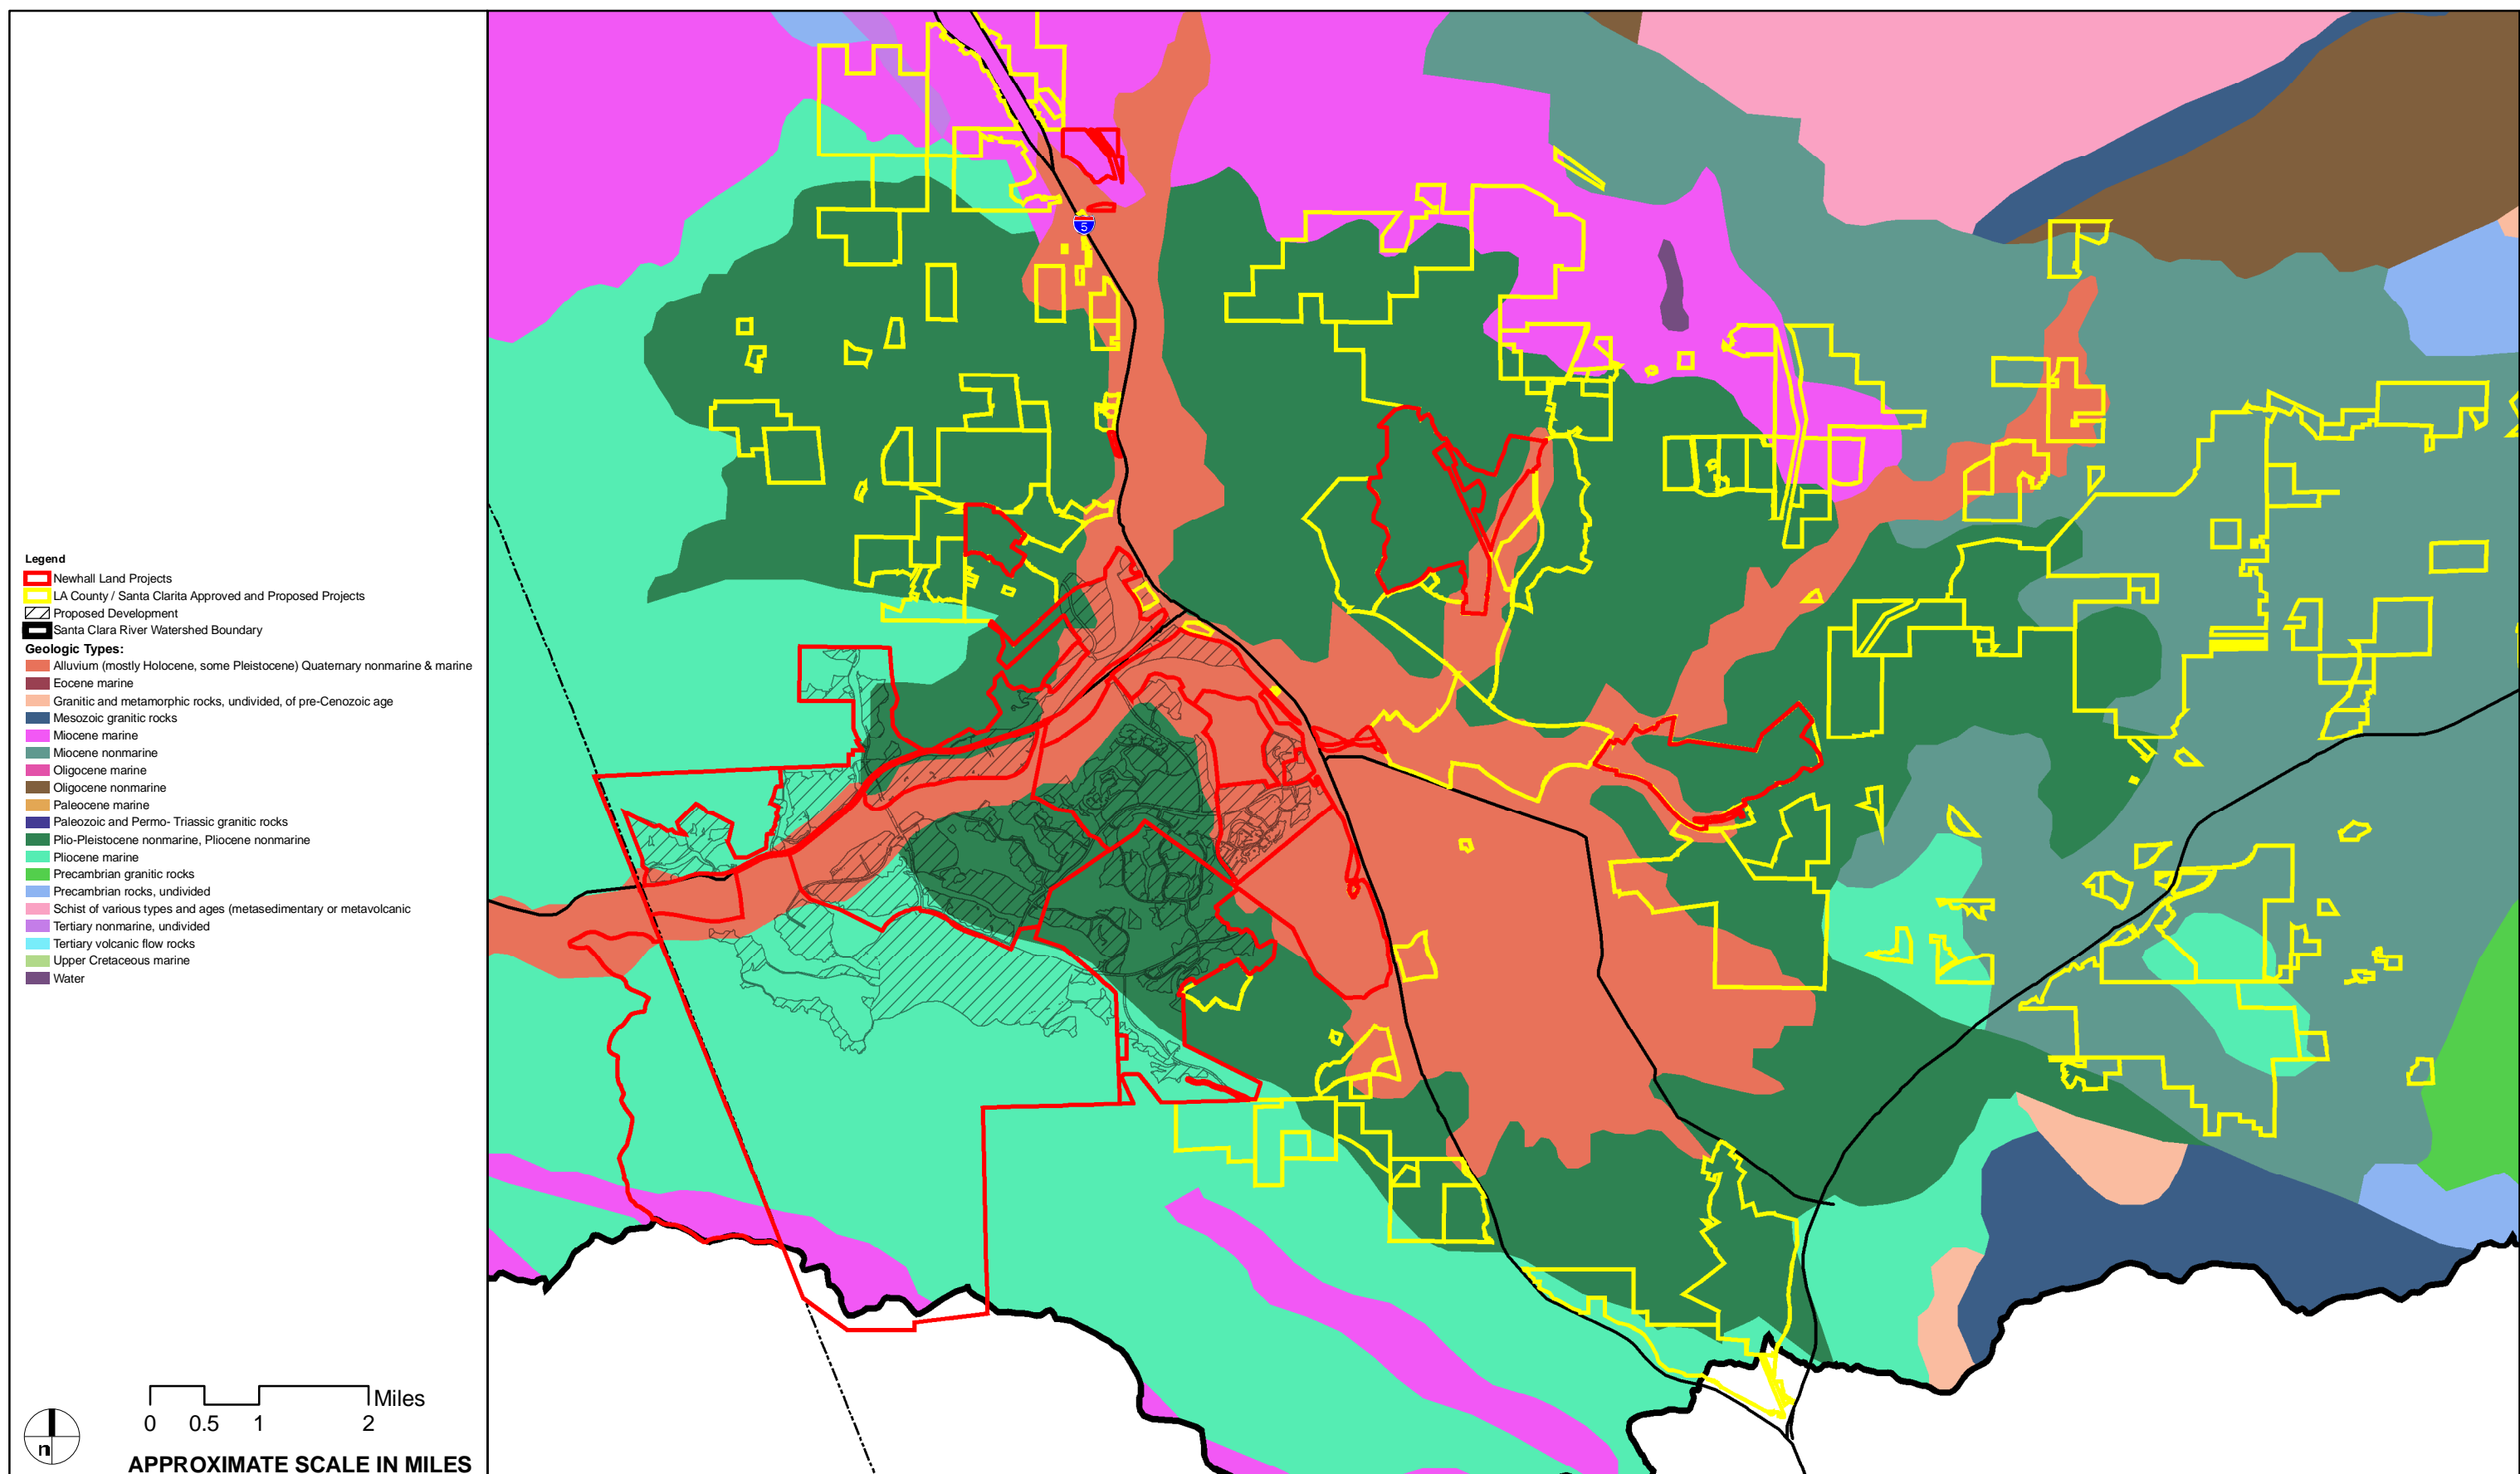 Legend
Newhall Land Projects
LA County / Santa Clarita Approved and Proposed Projects
Proposed Development
Santa Clara River Watershed Boundary
Geologic Types:
Alluvium (mostly Holocene, some Pleistocene) Quaternary nonmarine & marine
Eocene marine
Granitic and metamorphic rocks, undivided, of pre-Cenozoic age
Mesozoic granitic rocks
Miocene marine
Miocene nonmarine
Oligocene marine
Oligocene nonmarine
Paleocene marine
Paleozoic and Permo- Triassic granitic rocks
Plio-Pleistocene nonmarine, Pliocene nonmarine
Pliocene marine
Precambrian granitic rocks
Precambrian rocks, undivided
Schist of various types and ages (metasedimentary or metavolcanic
Tertiary nonmarine, undivided
Tertiary volcanic flow rocks
Upper Cretaceous marine
Water
5
Miles
0 0.5 1 2
n
APPROXIMATE SCALE IN MILES